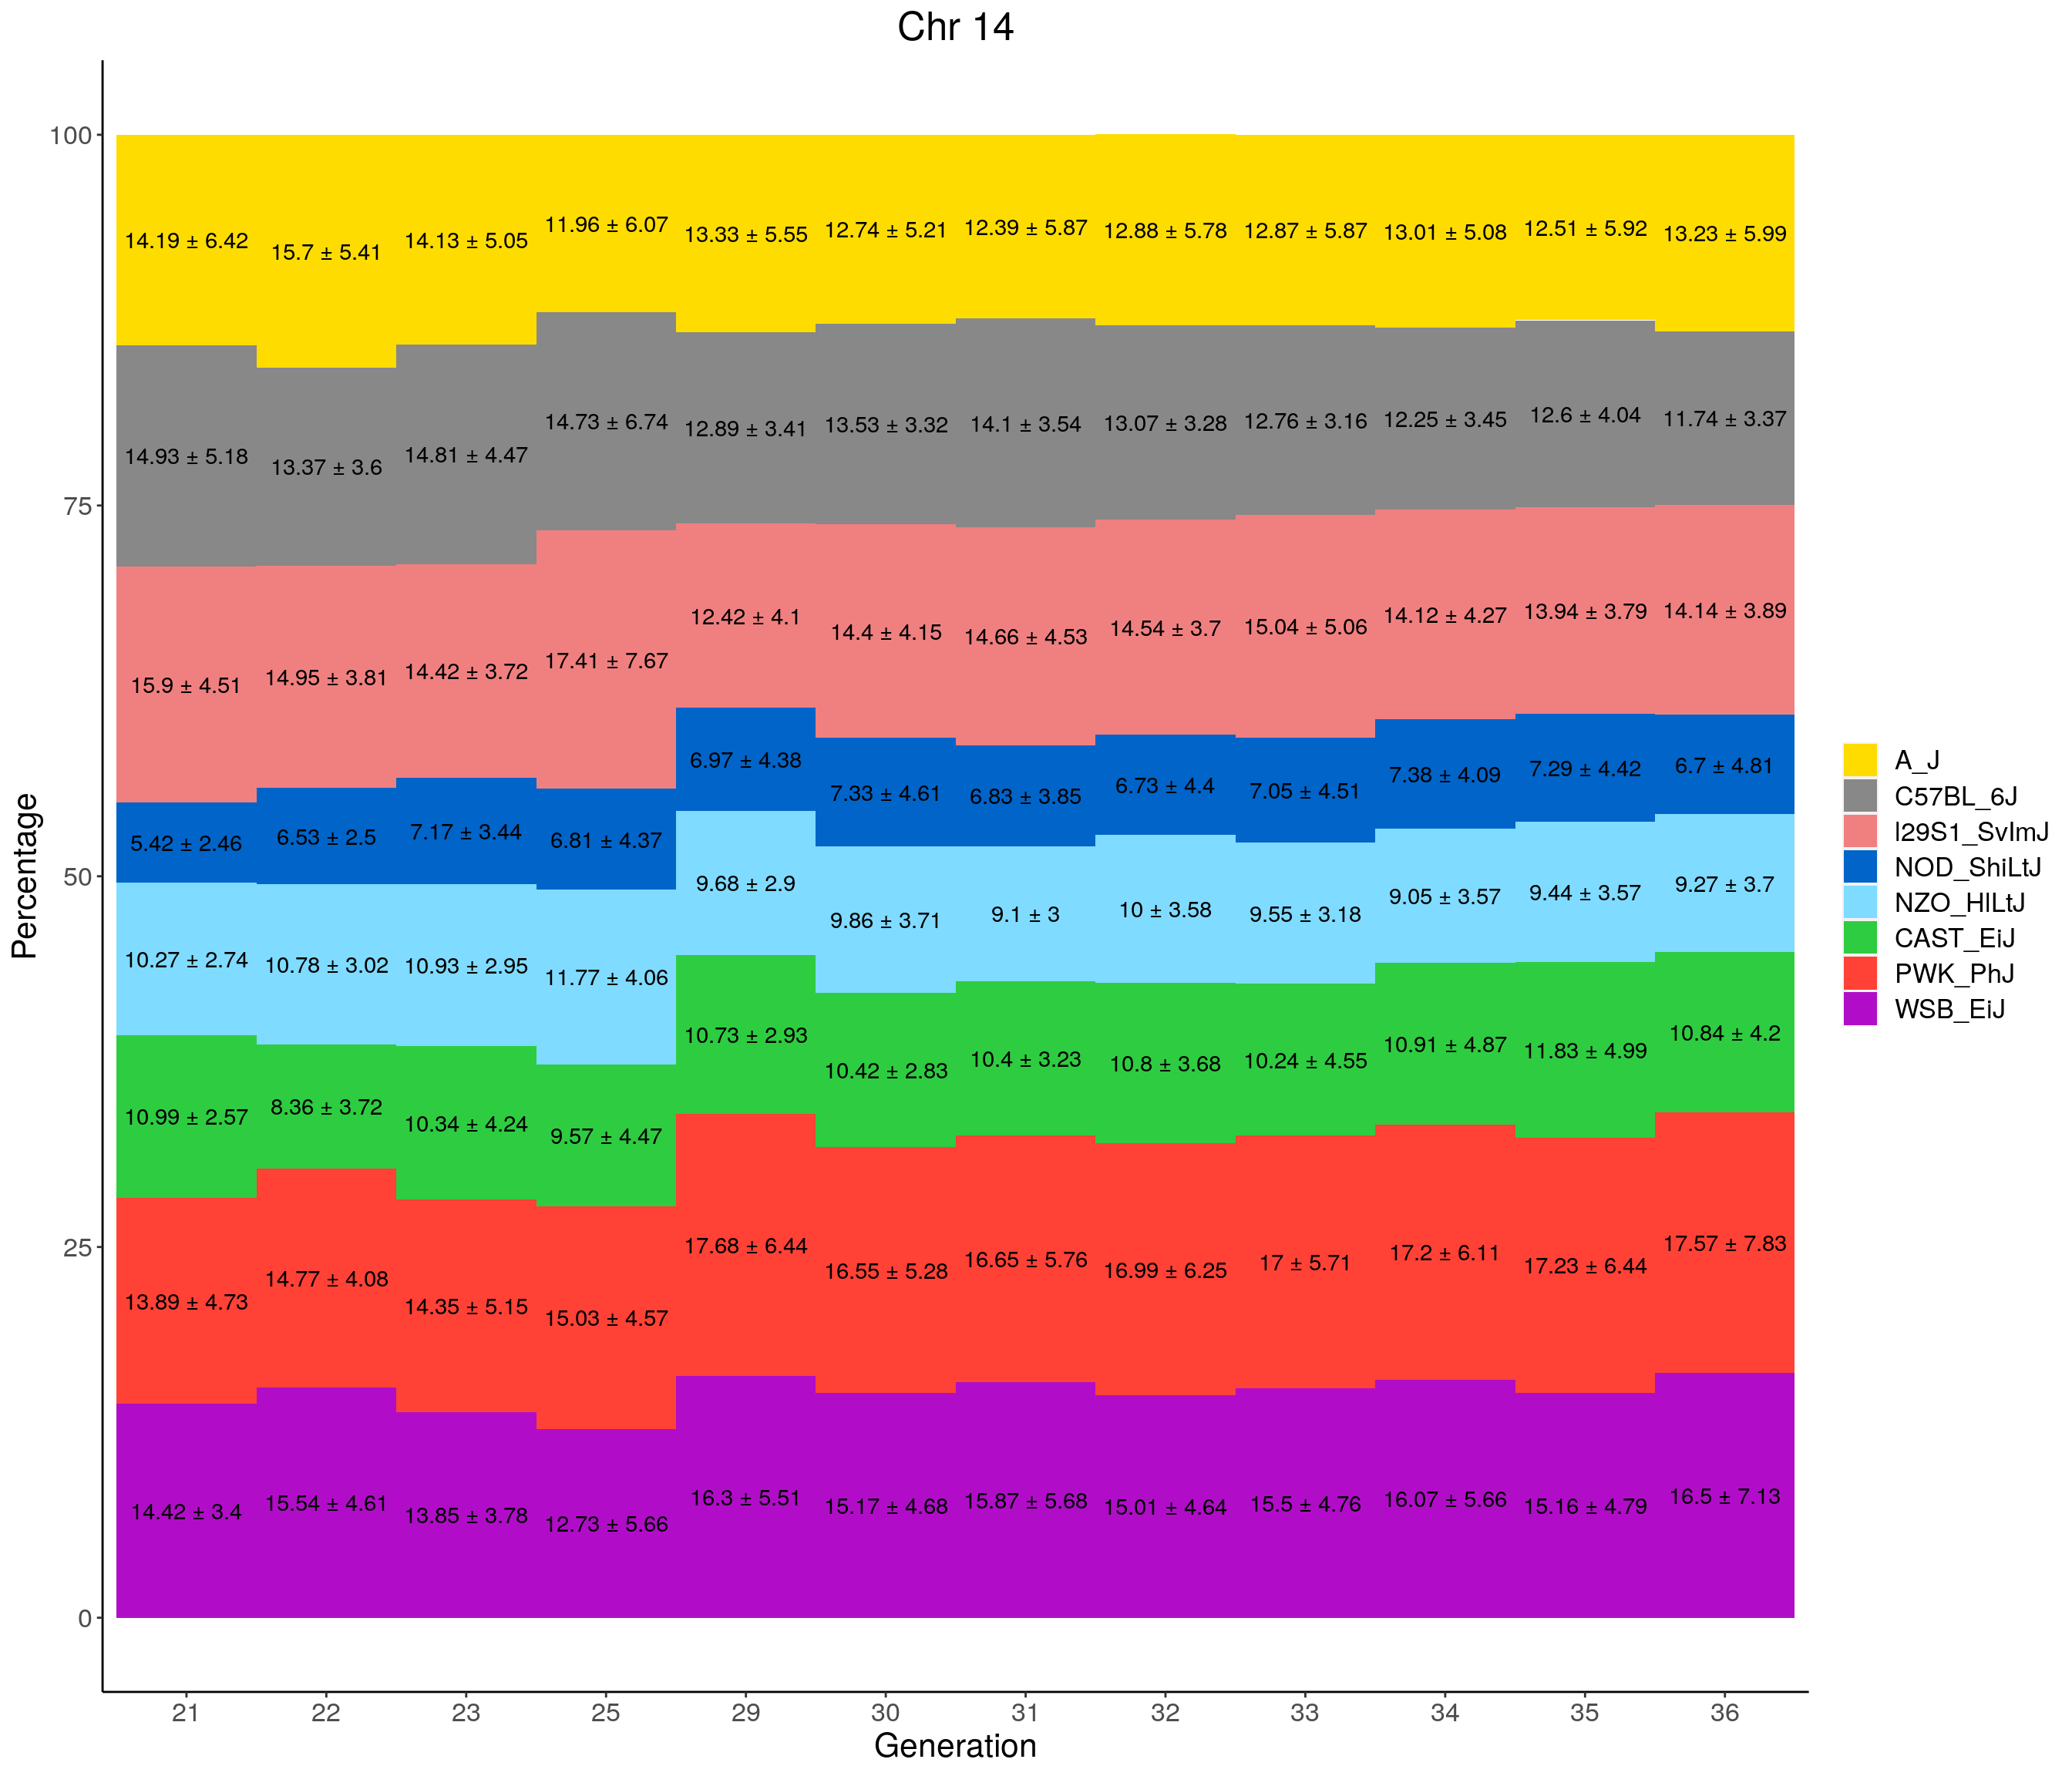 Chr 14
Percentage
100
75
50
25
0
14.19 ± 6.42 15.7 ± 5.41 14.13 ± 5.05 11.96 ± 6.07 13.33 ± 5.55 12.74 ± 5.21 12.39 ± 5.87 12.88 ± 5.78 12.87 ± 5.87 13.01 ± 5.08 12.51 ± 5.92 13.23 ± 5.99
14.93 ± 5.18 13.37 ± 3.6 14.81 ± 4.47 14.73 ± 6.74 12.89 ± 3.41 13.53 ± 3.32 14.1 ± 3.54 13.07 ± 3.28 12.76 ± 3.16 12.25 ± 3.45 12.6 ± 4.04 11.74 ± 3.37
15.9 ± 4.51 14.95 ± 3.81 14.42 ± 3.72 17.41 ± 7.67 12.42 ± 4.1 14.4 ± 4.15 14.66 ± 4.53 14.54 ± 3.7 15.04 ± 5.06 14.12 ± 4.27 13.94 ± 3.79 14.14 ± 3.89
5.42 ± 2.46 6.53 ± 2.5 7.17 ± 3.44 6.81 ± 4.37 6.97 ± 4.38 7.33 ± 4.61 6.83 ± 3.85 6.73 ± 4.4 7.05 ± 4.51 7.38 ± 4.09 7.29 ± 4.42 6.7 ± 4.81
10.27 ± 2.74 10.78 ± 3.02 10.93 ± 2.95 11.77 ± 4.06 9.68 ± 2.9 9.86 ± 3.71 9.1 ± 3 10 ± 3.58 9.55 ± 3.18 9.05 ± 3.57 9.44 ± 3.57 9.27 ± 3.7
10.99 ± 2.57 8.36 ± 3.72 10.34 ± 4.24 9.57 ± 4.47 10.73 ± 2.93 10.42 ± 2.83 10.4 ± 3.23 10.8 ± 3.68 10.24 ± 4.55 10.91 ± 4.87 11.83 ± 4.99 10.84 ± 4.2
13.89 ± 4.73 14.77 ± 4.08 14.35 ± 5.15 15.03 ± 4.57 17.68 ± 6.44 16.55 ± 5.28 16.65 ± 5.76 16.99 ± 6.25 17 ± 5.71 17.2 ± 6.11 17.23 ± 6.44 17.57 ± 7.83
14.42 ± 3.4 15.54 ± 4.61 13.85 ± 3.78 12.73 ± 5.66 16.3 ± 5.51 15.17 ± 4.68 15.87 ± 5.68 15.01 ± 4.64 15.5 ± 4.76 16.07 ± 5.66 15.16 ± 4.79 16.5 ± 7.13
21 22 23 25 29 30 31 32 33 34 35 36
Generation
A_J
C57BL_6J
I29S1_SvImJ
NOD_ShiLtJ
NZO_HILtJ
CAST_EiJ
PWK_PhJ
WSB_EiJ